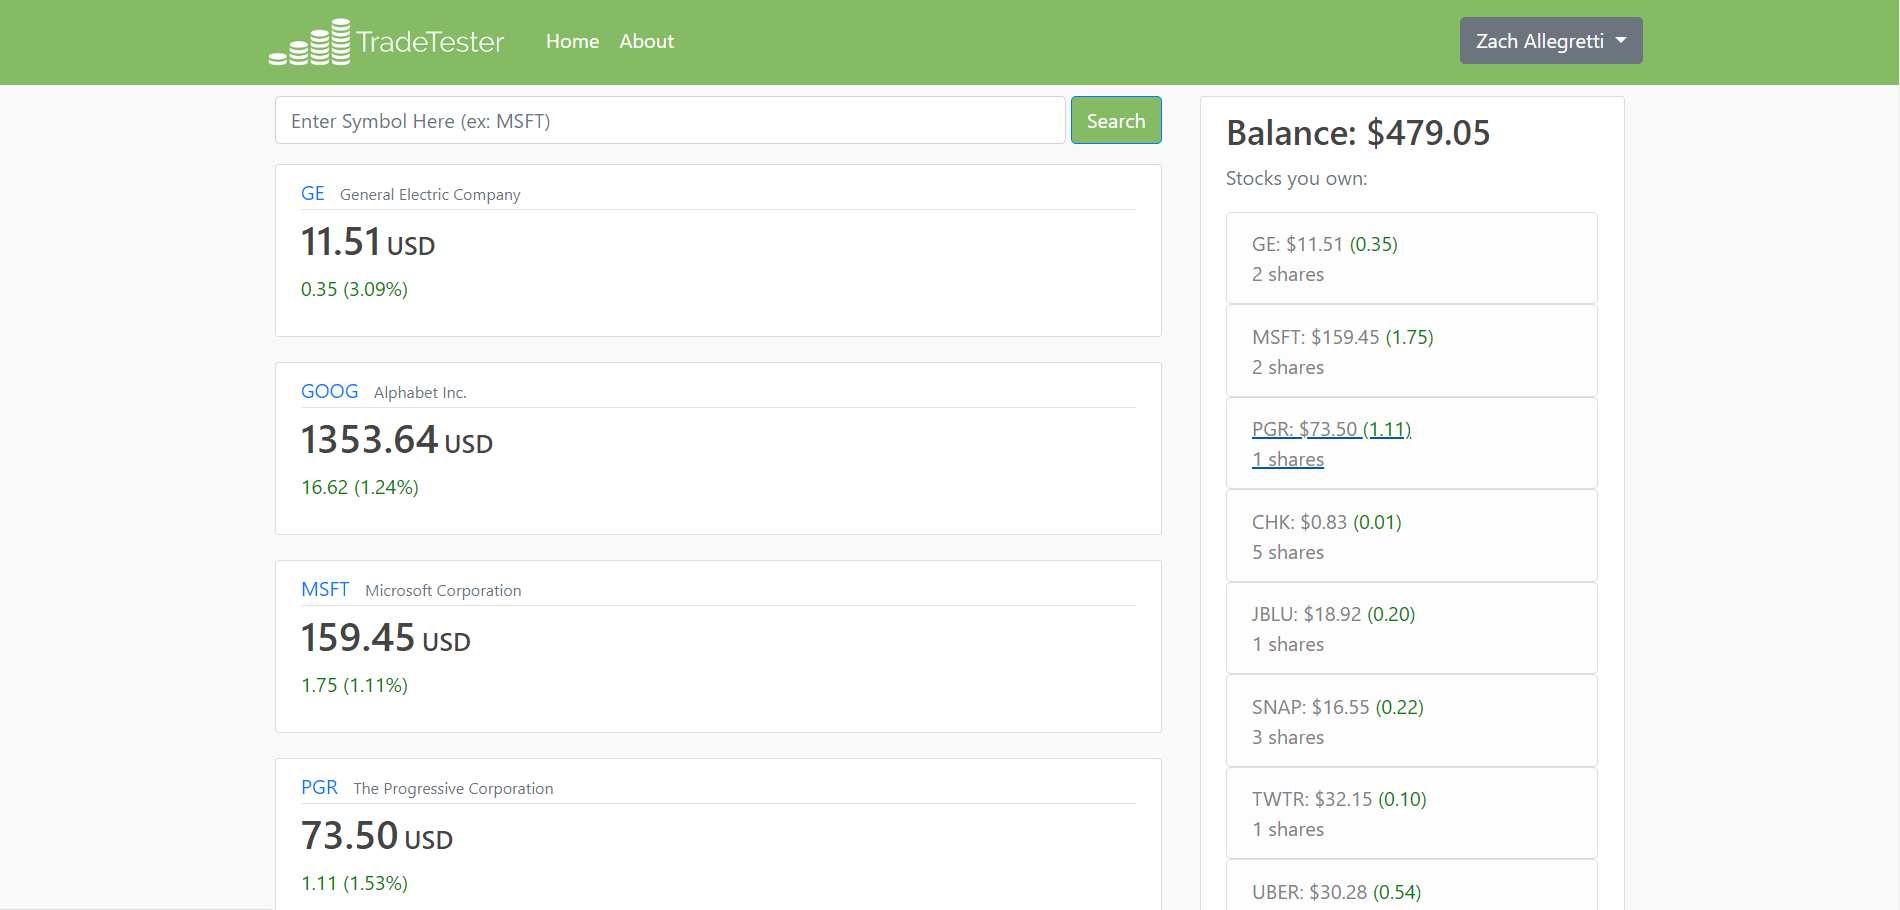 TradeTester Home About Zach Allegretti
Enter Symbol Here (ex: MSFT) Search
GE General Electric Company
11.51 USD
0.35 (3.09%)
GOOG Alphabet Inc.
1353.64 USD
16.62 (1.24%)
MSFT Microsoft Corporation
159.45 USD
1.75 (1.11%)
PGR The Progressive Corporation
73.50 USD
1.11 (1.53%)
Balance: $479.05
Stocks you own:
GE: $11.51 (0.35)
2 shares
MSFT: $159.45 (1.75)
2 shares
PGR: $73.50 (1.11)
1 shares
CHK: $0.83 (0.01)
5 shares
JBLU: $18.92 (0.20)
1 shares
SNAP: $16.55 (0.22)
3 shares
TWTR: $32.15 (0.10)
1 shares
UBER: $30.28 (0.54)